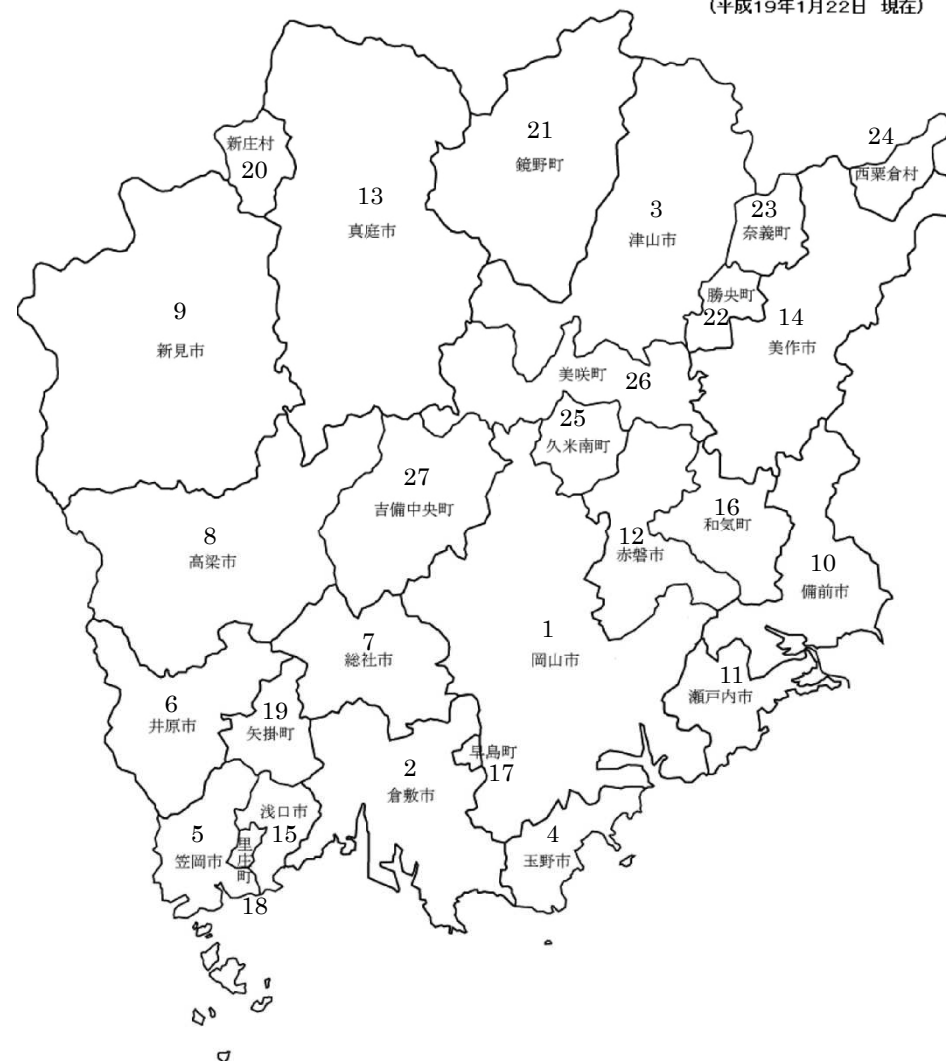 (平成19年1月22日 現在)
24
21
新庄村
20
鏡野町
西粟倉村
13
3
23
真庭市
津山市
奈義町
9
勝央町
22
14
新見市
美作市
美咲町
26
25
久米南町
27
吉備中央町
16
和気町
8
12
高梁市
赤磐市
10
備前市
1
7
総社市
岡山市
11
瀬戸内市
6
19
井原市
矢掛町
早島町
17
2
倉敷市
浅口市
15
5
笠岡市
里庄町
18
4
玉野市